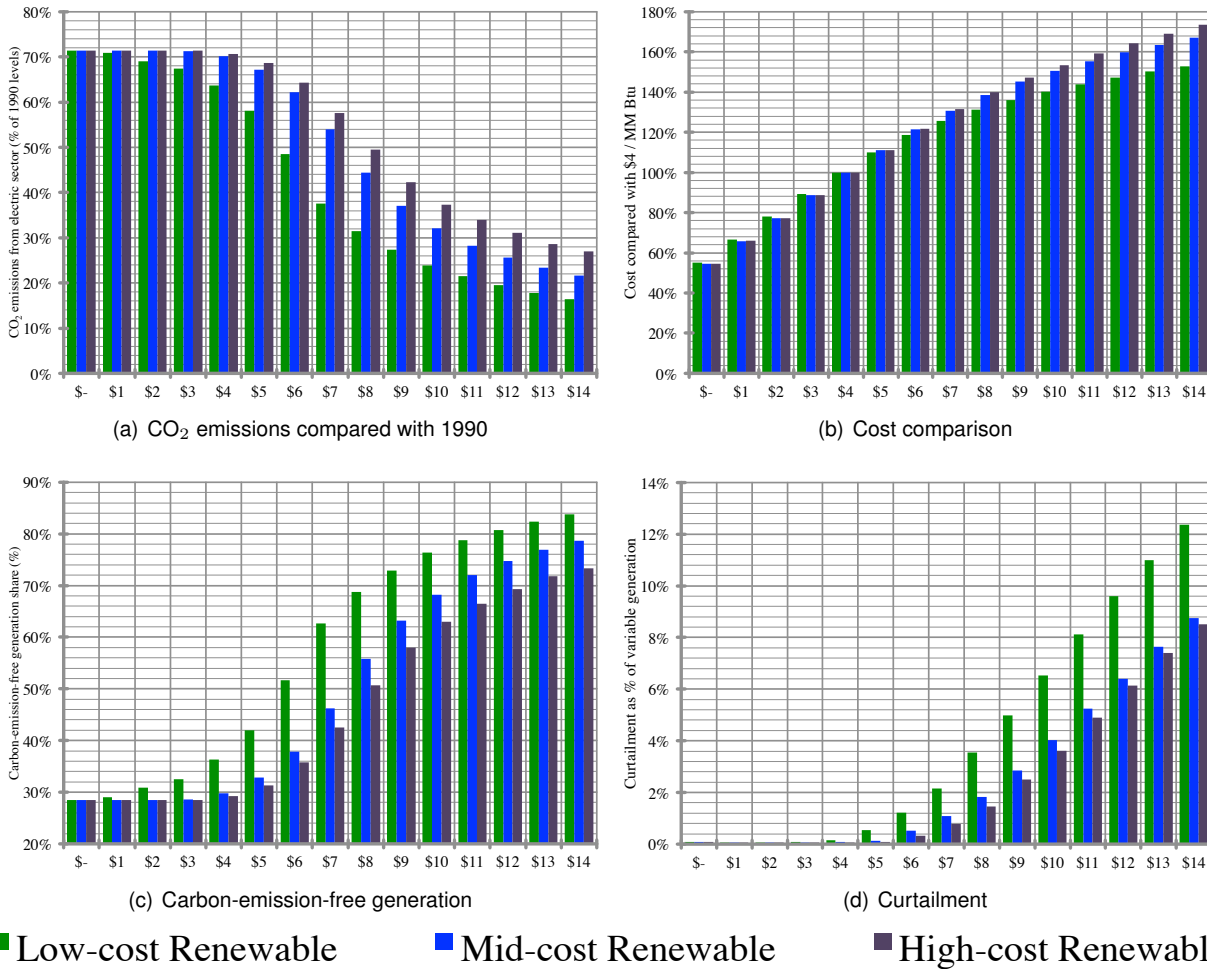 80%
70%
60%
50%
40%
30%
20%
10%
0%
CO₂ emissions from electric sector (% of 1990 levels)
$- $1 $2 $3 $4 $5 $6 $7 $8 $9 $10 $11 $12 $13 $14
(a) CO₂ emissions compared with 1990
180%
160%
140%
120%
100%
80%
60%
40%
20%
0%
Cost compared with $4 / MM Btu
$- $1 $2 $3 $4 $5 $6 $7 $8 $9 $10 $11 $12 $13 $14
(b) Cost comparison
90%
80%
70%
60%
50%
40%
30%
20%
Carbon-emission-free generation share (%)
$- $1 $2 $3 $4 $5 $6 $7 $8 $9 $10 $11 $12 $13 $14
(c) Carbon-emission-free generation
14%
12%
10%
8%
6%
4%
2%
0%
Curtailment as % of variable generation
$- $1 $2 $3 $4 $5 $6 $7 $8 $9 $10 $11 $12 $13 $14
(d) Curtailment
Low-cost Renewable
Mid-cost Renewable
High-cost Renewabl